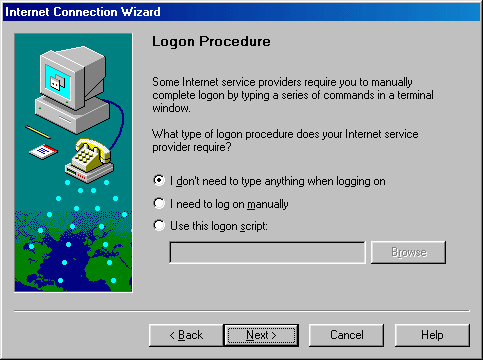 Internet Connection Wizard
Logon Procedure
Some Internet service providers require you to manually
complete logon by typing a series of commands in a terminal
window.
What type of logon procedure does your Internet service
provider require?
I don't need to type anything when logging on
I need to log on manually
Use this logon script:
Browse
< Back
Next >
Cancel
Help